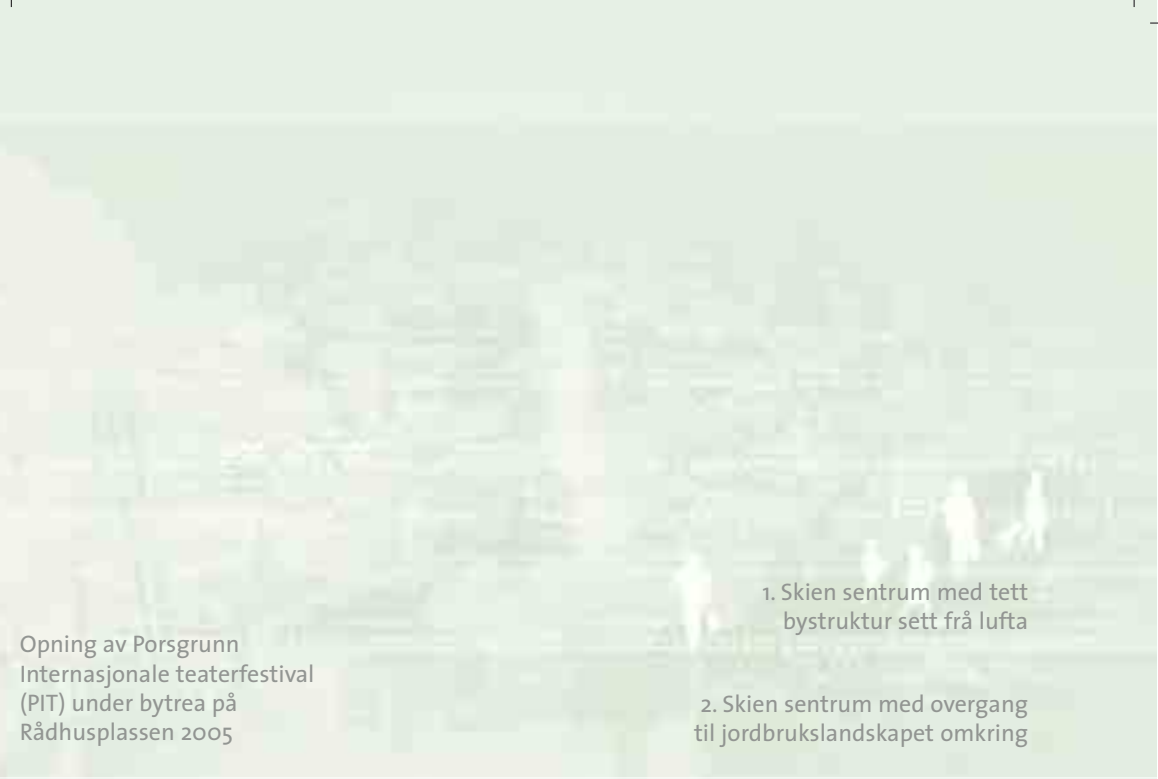 Opning av Porsgrunn
Internasjonale teaterfestival
(PIT) under bytrea på
Rådhusplassen 2005
1. Skien sentrum med tett
bystruktur sett frå lufta
2. Skien sentrum med overgang
til jordbrukslandskapet omkring